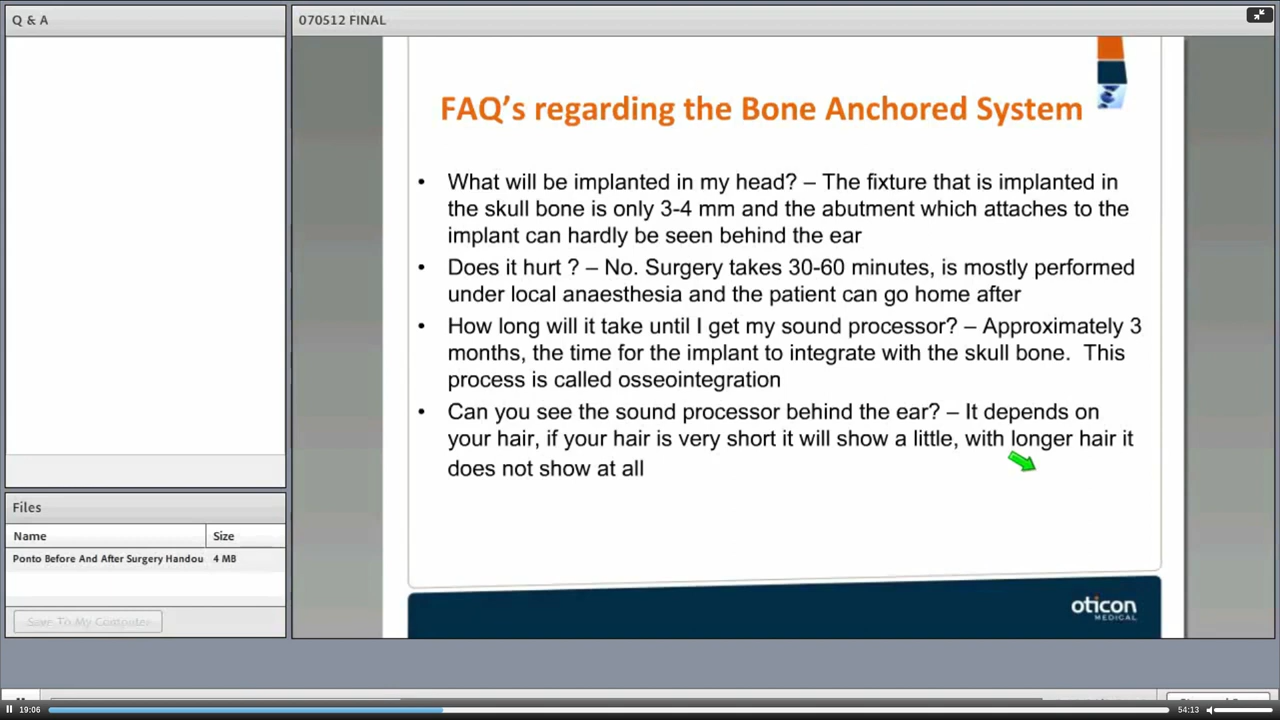 Q & A
070512 FINAL
FAQ's regarding the Bone Anchored System
• What will be implanted in my head? – The fixture that is implanted in
the skull bone is only 3-4 mm and the abutment which attaches to the
implant can hardly be seen behind the ear
• Does it hurt ? – No. Surgery takes 30-60 minutes, is mostly performed
under local anaesthesia and the patient can go home after
• How long will it take until I get my sound processor? – Approximately 3
months, the time for the implant to integrate with the skull bone.  This
process is called osseointegration
• Can you see the sound processor behind the ear? – It depends on
your hair, if your hair is very short it will show a little, with longer hair it
does not show at all
Files
Name Size
Ponto Before And After Surgery Handou 4 MB
Save To My Computer
oticon
MEDICAL
19:06 54:13